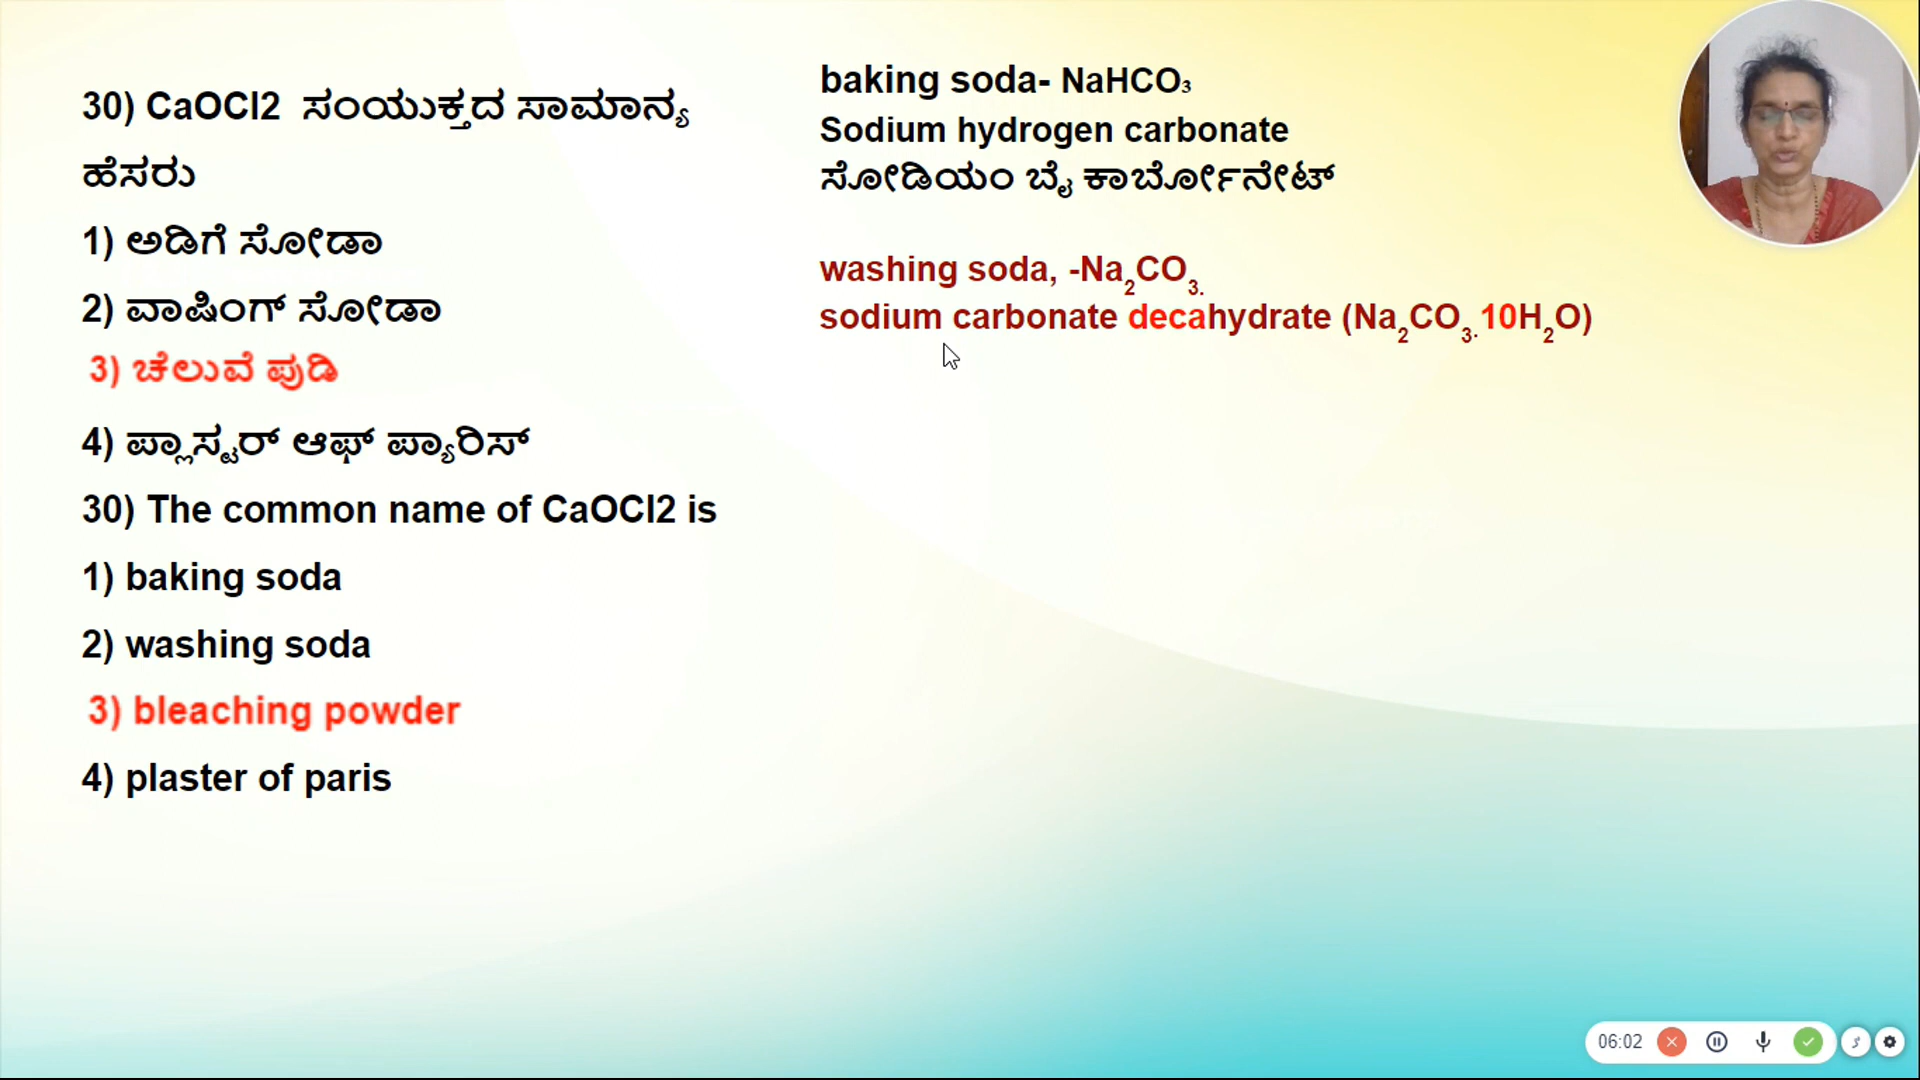 30) CaOCl2 ಸಂಯುಕ್ತದ ಸಾಮಾನ್ಯ
ಹೆಸರು
1) ಅಡಿಗೆ ಸೋಡಾ
2) ವಾಷಿಂಗ್ ಸೋಡಾ
3) ಚೆಲುವೆ ಪುಡಿ
4) ಪ್ಲಾಸ್ಟರ್ ಆಫ್ ಪ್ಯಾರಿಸ್
30) The common name of CaOCl2 is
1) baking soda
2) washing soda
3) bleaching powder
4) plaster of paris
baking soda- NaHCO₃
Sodium hydrogen carbonate
ಸೋಡಿಯಂ ಬೈ ಕಾರ್ಬೋನೇಟ್
washing soda, -Na₂CO₃.
sodium carbonate decahydrate (Na₂CO₃.10H₂O)
06:02